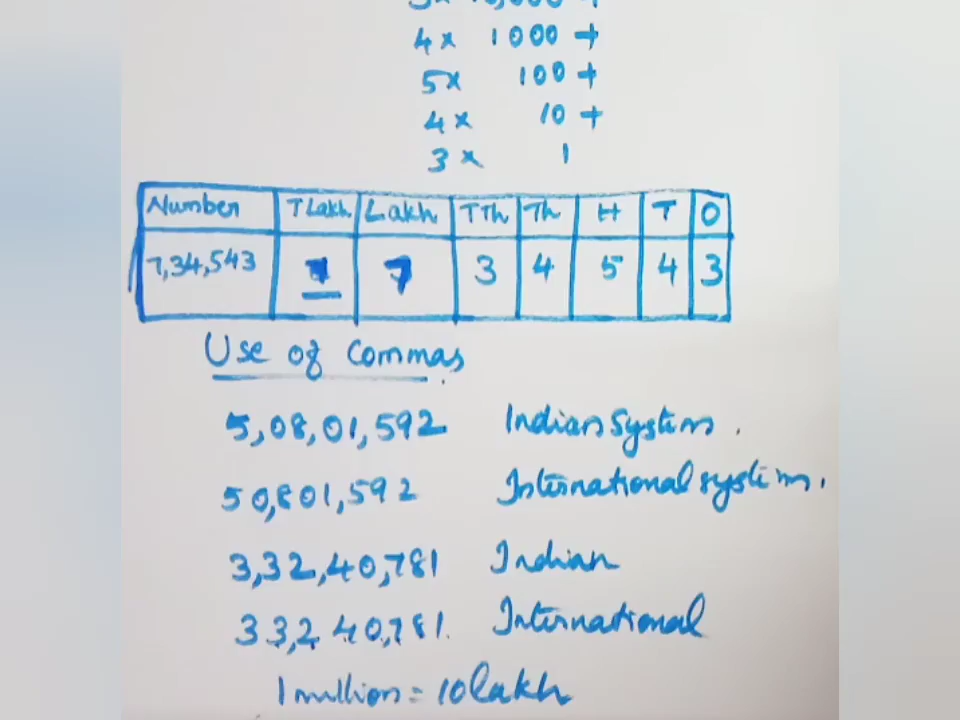 4 x 1000 +
5 x 100 +
4 x 10 +
3 x 1
Number T Lakh Lakh T Th Th H T O
7,34,543 7 3 4 5 4 3
Use of Commas
5,08,01,592 Indian System.
50,801,592 International system.
3,32,40,781 Indian
33,240,781. International
1 million = 10 lakh